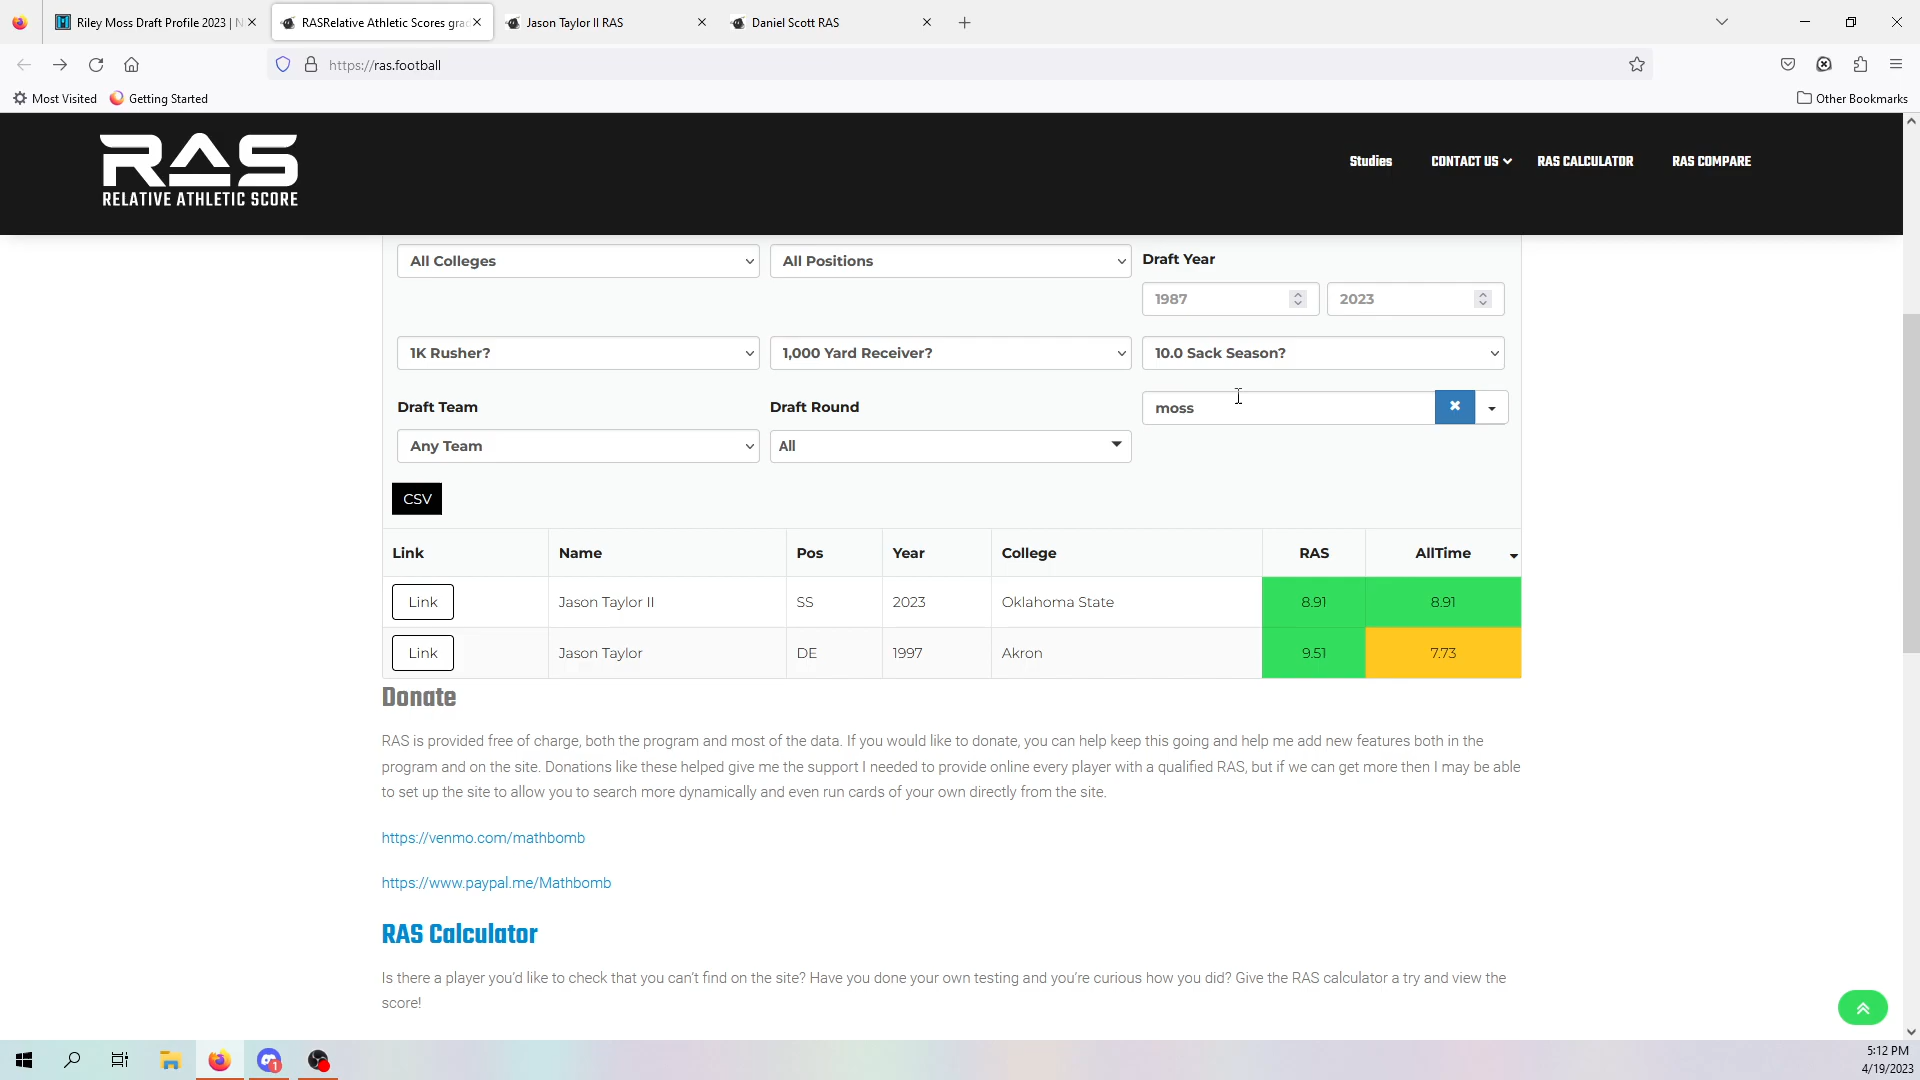 Riley Moss Draft Profile 2023 | N
RASRelative Athletic Scores grad
Jason Taylor II RAS
Daniel Scott RAS
https://ras.football
Most Visited
Getting Started
Other Bookmarks
RAS
RELATIVE ATHLETIC SCORE
Studies
CONTACT US
RAS CALCULATOR
RAS COMPARE
All Colleges
All Positions
Draft Year
1987
2023
1K Rusher?
1,000 Yard Receiver?
10.0 Sack Season?
Draft Team
Draft Round
moss
Any Team
All
CSV
Link Name Pos Year College RAS AllTime
Link Jason Taylor II SS 2023 Oklahoma State 8.91 8.91
Link Jason Taylor DE 1997 Akron 9.51 7.73
Donate
RAS is provided free of charge, both the program and most of the data. If you would like to donate, you can help keep this going and help me add new features both in the
program and on the site. Donations like these helped give me the support I needed to provide online every player with a qualified RAS, but if we can get more then I may be able
to set up the site to allow you to search more dynamically and even run cards of your own directly from the site.
https://venmo.com/mathbomb
https://www.paypal.me/Mathbomb
RAS Calculator
Is there a player you'd like to check that you can't find on the site? Have you done your own testing and you're curious how you did? Give the RAS calculator a try and view the
score!
1
5:12 PM
4/19/2023